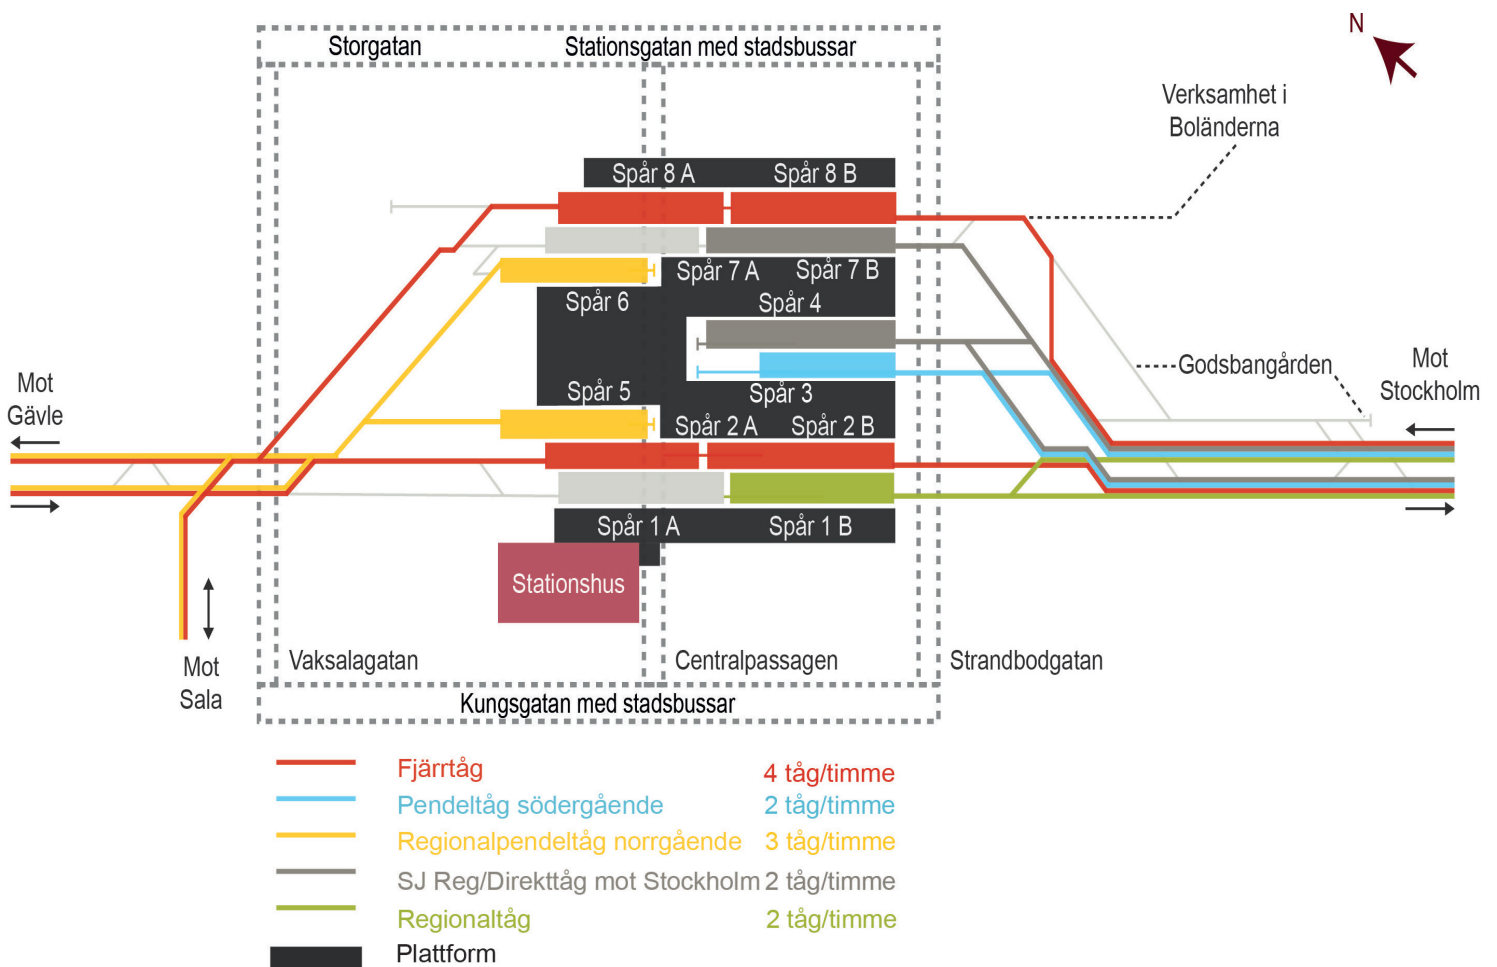 N
Storgatan
Stationsgatan med stadsbussar
Verksamhet i
Boländerna
Spår 8 A
Spår 8 B
Spår 7 A
Spår 7 B
Spår 6
Spår 4
Godsbangården
Mot
Stockholm
Mot
Gävle
Spår 5
Spår 3
Spår 2 A
Spår 2 B
Spår 1 A
Spår 1 B
Stationshus
Mot
Sala
Vaksalagatan
Centralpassagen
Strandbodgatan
Kungsgatan med stadsbussar
Fjärrtåg 4 tåg/timme
Pendeltåg södergående 2 tåg/timme
Regionalpendeltåg norrgående 3 tåg/timme
SJ Reg/Direkttåg mot Stockholm 2 tåg/timme
Regionaltåg 2 tåg/timme
Plattform